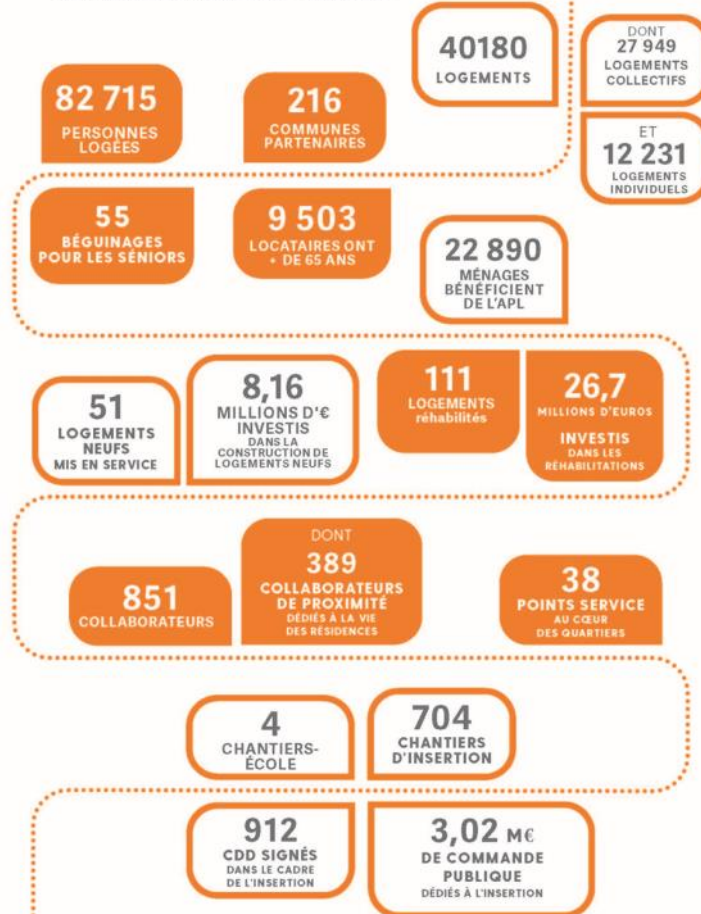 40180
LOGEMENTS
DONT
27 949
LOGEMENTS
COLLECTIFS
82 715
PERSONNES
LOGÉES
216
COMMUNES
PARTENAIRES
ET
12 231
LOGEMENTS
INDIVIDUELS
55
BÉGUINAGES
POUR LES SÉNIORS
9 503
LOCATAIRES ONT
+ DE 65 ANS
22 890
MÉNAGES
BÉNÉFICIENT
DE L'APL
51
LOGEMENTS
NEUFS
MIS EN SERVICE
8,16
MILLIONS D'€
INVESTIS
DANS LA
CONSTRUCTION DE
LOGEMENTS NEUFS
111
LOGEMENTS
réhabilités
26,7
MILLIONS D'EUROS
INVESTIS
DANS LES
RÉHABILITATIONS
851
COLLABORATEURS
DONT
389
COLLABORATEURS
DE PROXIMITÉ
DÉDIÉS À LA VIE
DES RÉSIDENCES
38
POINTS SERVICE
AU CŒUR
DES QUARTIERS
4
CHANTIERS-
ÉCOLE
704
CHANTIERS
D'INSERTION
912
CDD SIGNÉS
DANS LE CADRE
DE L'INSERTION
3,02 M€
DE COMMANDE
PUBLIQUE
DÉDIÉS À L'INSERTION